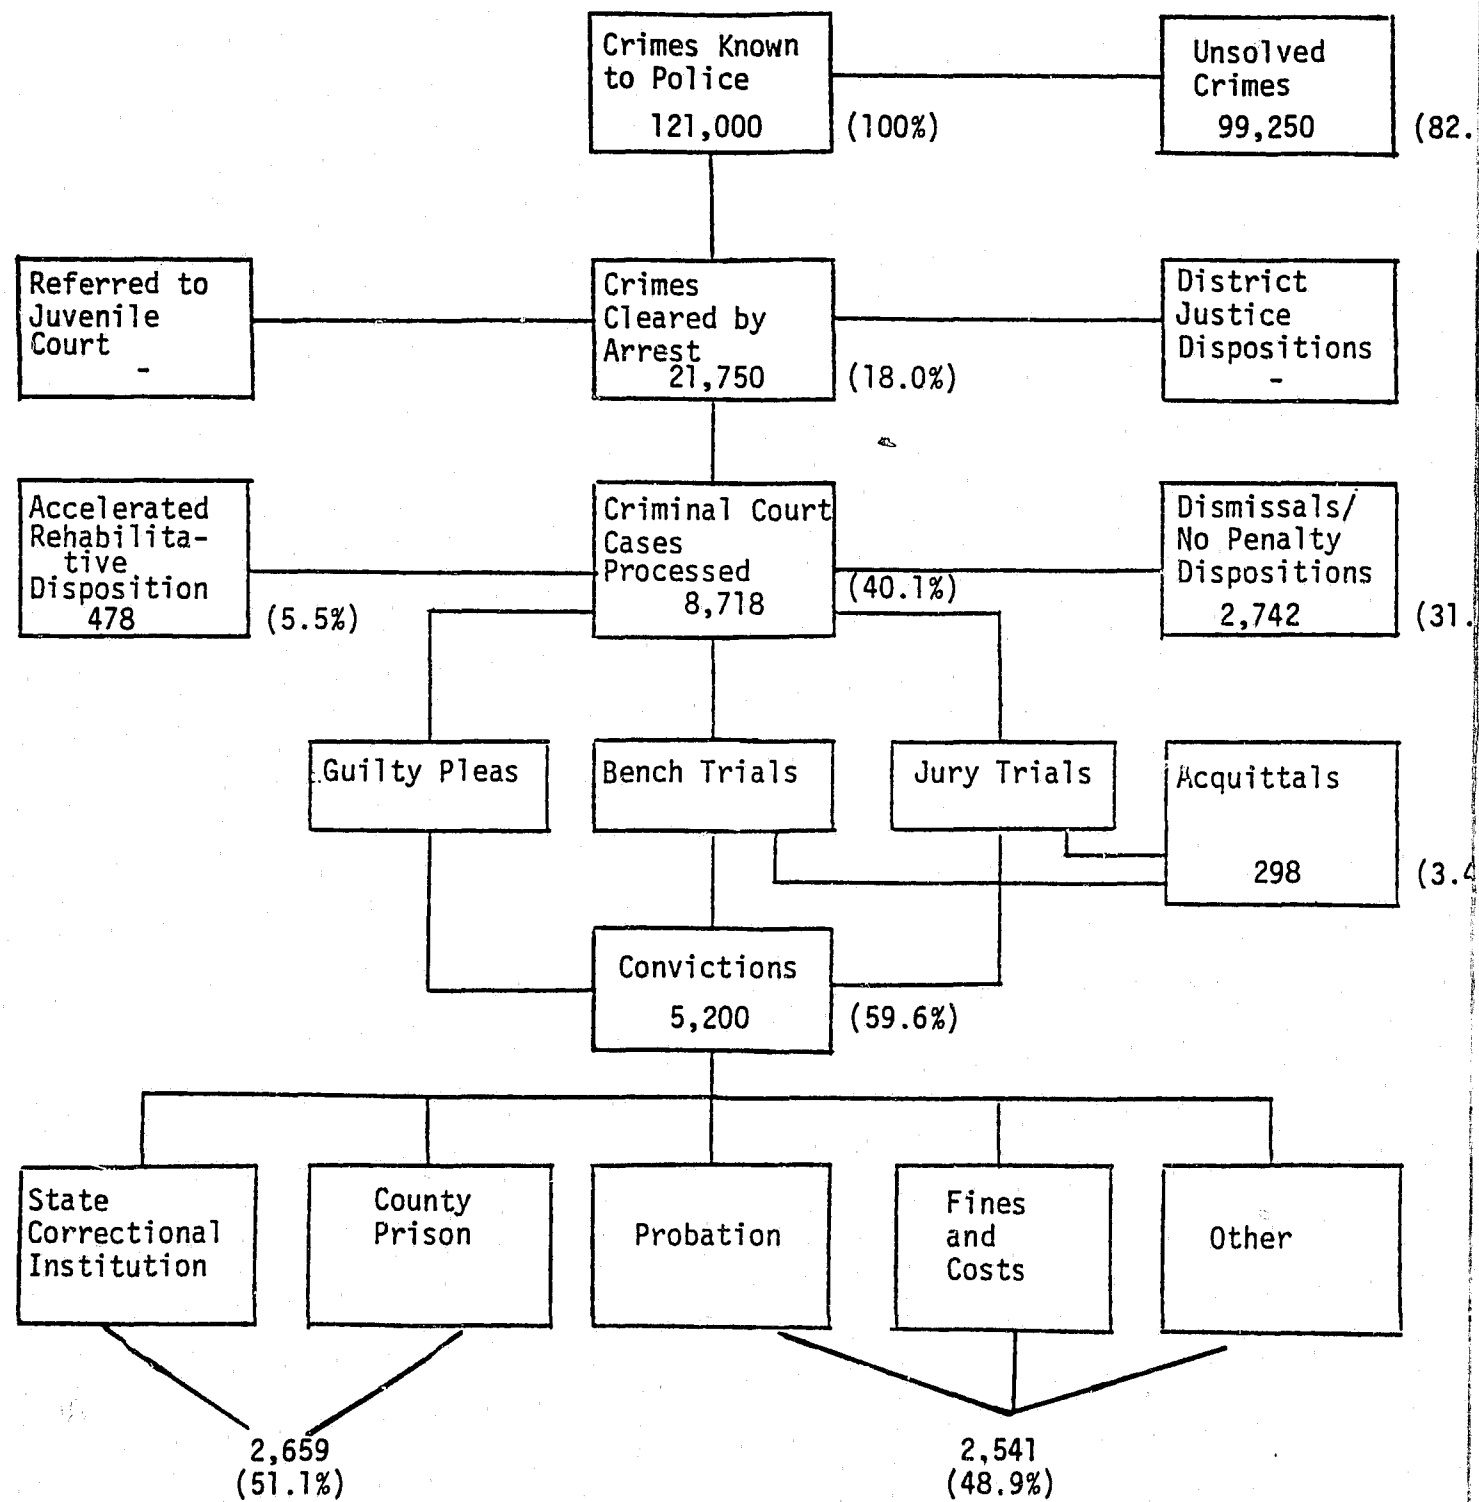 Crimes Known
to Police
121,000
(100%)
Unsolved
Crimes
99,250
(82.
Referred to
Juvenile
Court
-
Crimes
Cleared by
Arrest
21,750
(18.0%)
District
Justice
Dispositions
-
Accelerated
Rehabilita-
tive
Disposition
478
(5.5%)
Criminal Court
Cases
Processed
8,718
(40.1%)
Dismissals/
No Penalty
Dispositions
2,742
(31.
Guilty Pleas
Bench Trials
Jury Trials
Acquittals
298
(3.4
Convictions
5,200
(59.6%)
State
Correctional
Institution
County
Prison
Probation
Fines
and
Costs
Other
2,659
(51.1%)
2,541
(48.9%)